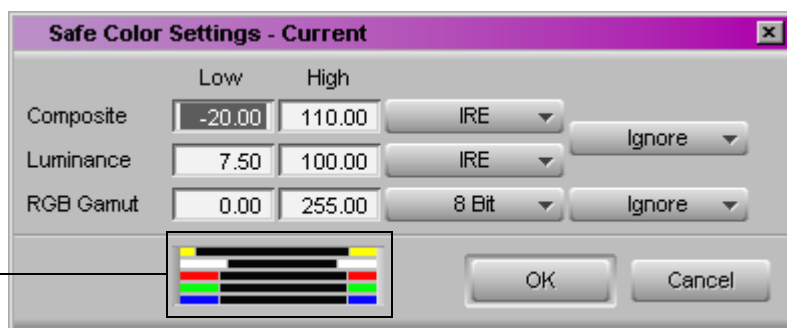 Safe Color Settings - Current
Low High
Composite -20.00 110.00 IRE Ignore
Luminance 7.50 100.00 IRE
RGB Gamut 0.00 255.00 8 Bit Ignore
OK Cancel